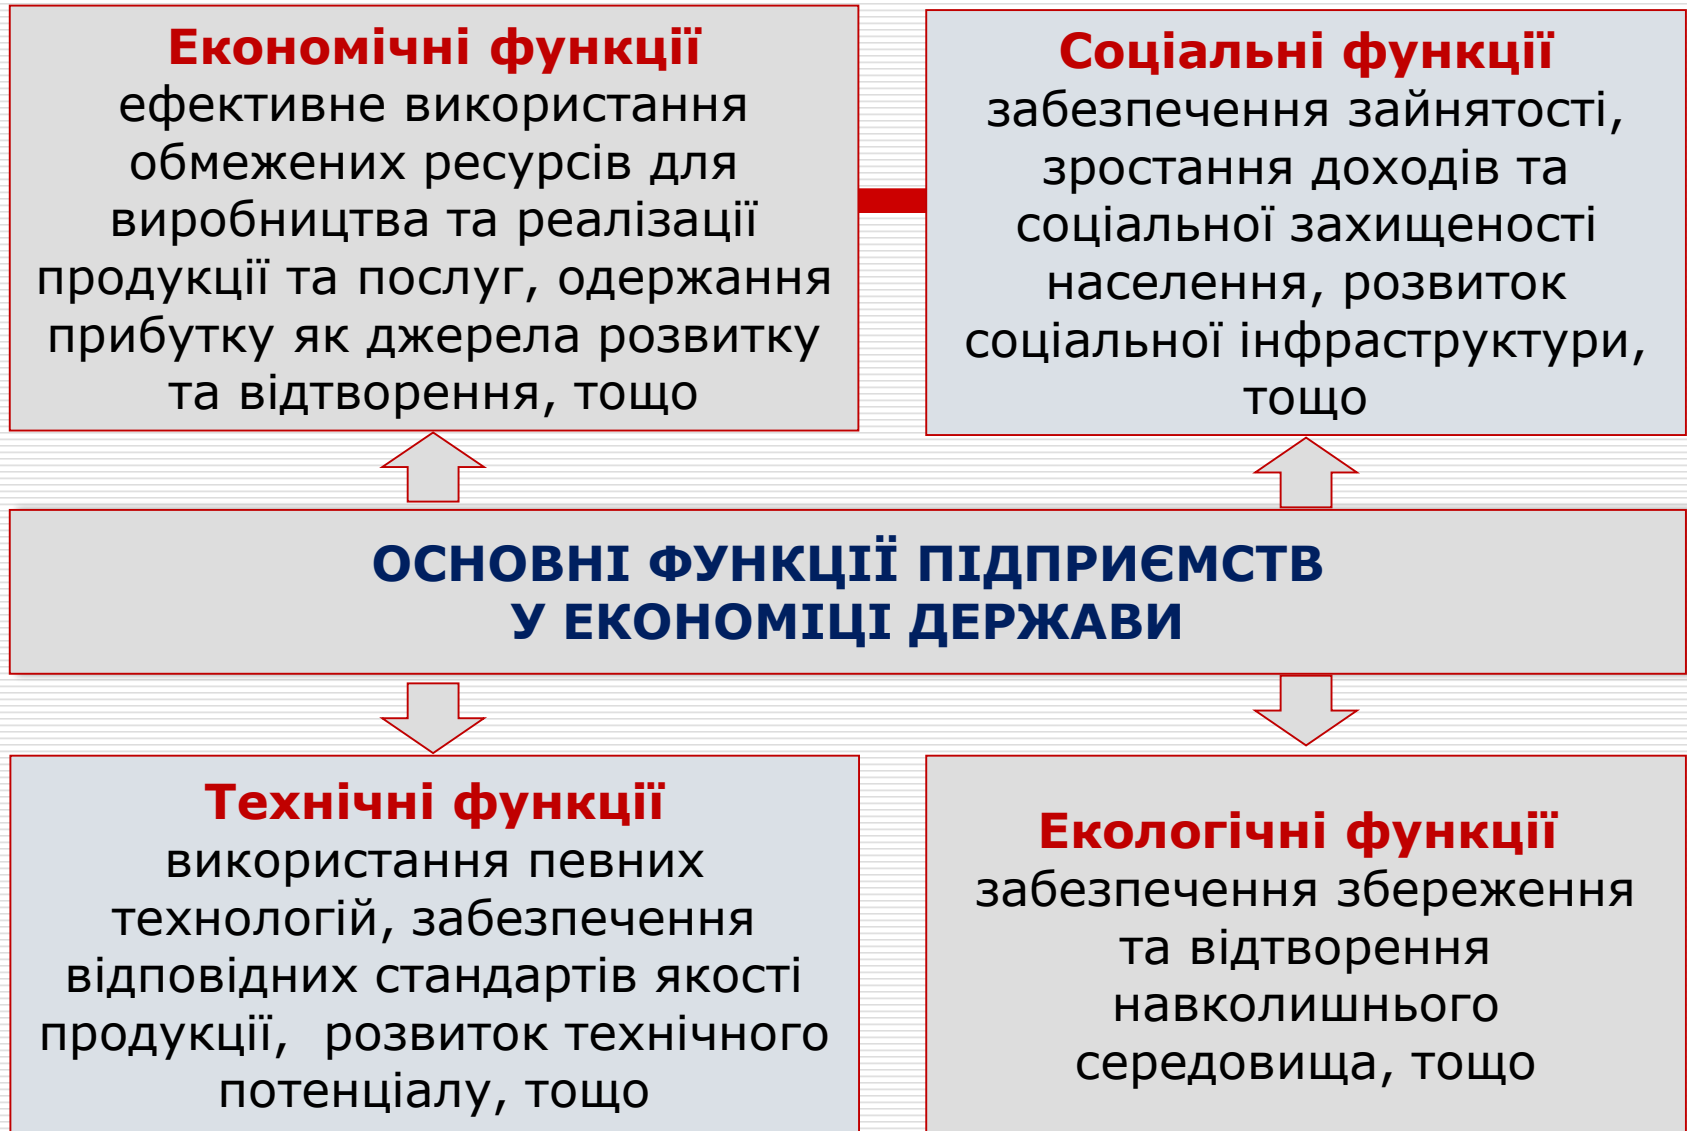 Економічні функції
ефективне використання
обмежених ресурсів для
виробництва та реалізації
продукції та послуг, одержання
прибутку як джерела розвитку
та відтворення, тощо
Соціальні функції
забезпечення зайнятості,
зростання доходів та
соціальної захищеності
населення, розвиток
соціальної інфраструктури,
тощо
ОСНОВНІ ФУНКЦІЇ ПІДПРИЄМСТВ
У ЕКОНОМІЦІ ДЕРЖАВИ
Технічні функції
використання певних
технологій, забезпечення
відповідних стандартів якості
продукції,  розвиток технічного
потенціалу, тощо
Екологічні функції
забезпечення збереження
та відтворення
навколишнього
середовища, тощо